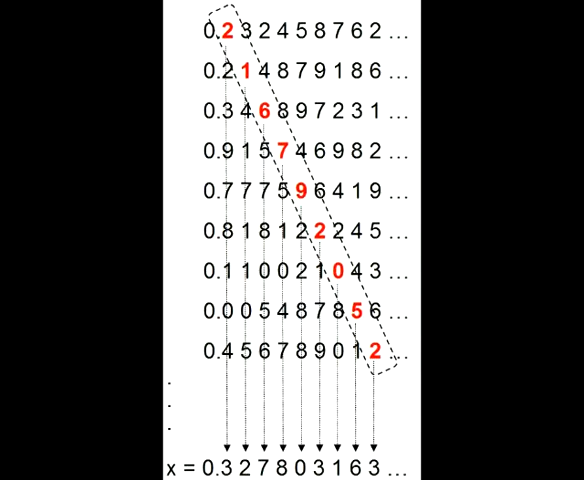 0.2 3 2 4 5 8 7 6 2 ...
0.2 1 4 8 7 9 1 8 6 ...
0.3 4 6 8 9 7 2 3 1 ...
0.9 1 5 7 4 6 9 8 2 ...
0.7 7 7 5 9 6 4 1 9 ...
0.8 1 8 1 2 2 2 4 5 ...
0.1 1 0 0 2 1 0 4 3 ...
0.0 0 5 4 8 7 8 5 6 ...
0.4 5 6 7 8 9 0 1 2 ...
.
.
.
x = 0.3 2 7 8 0 3 1 6 3 ...